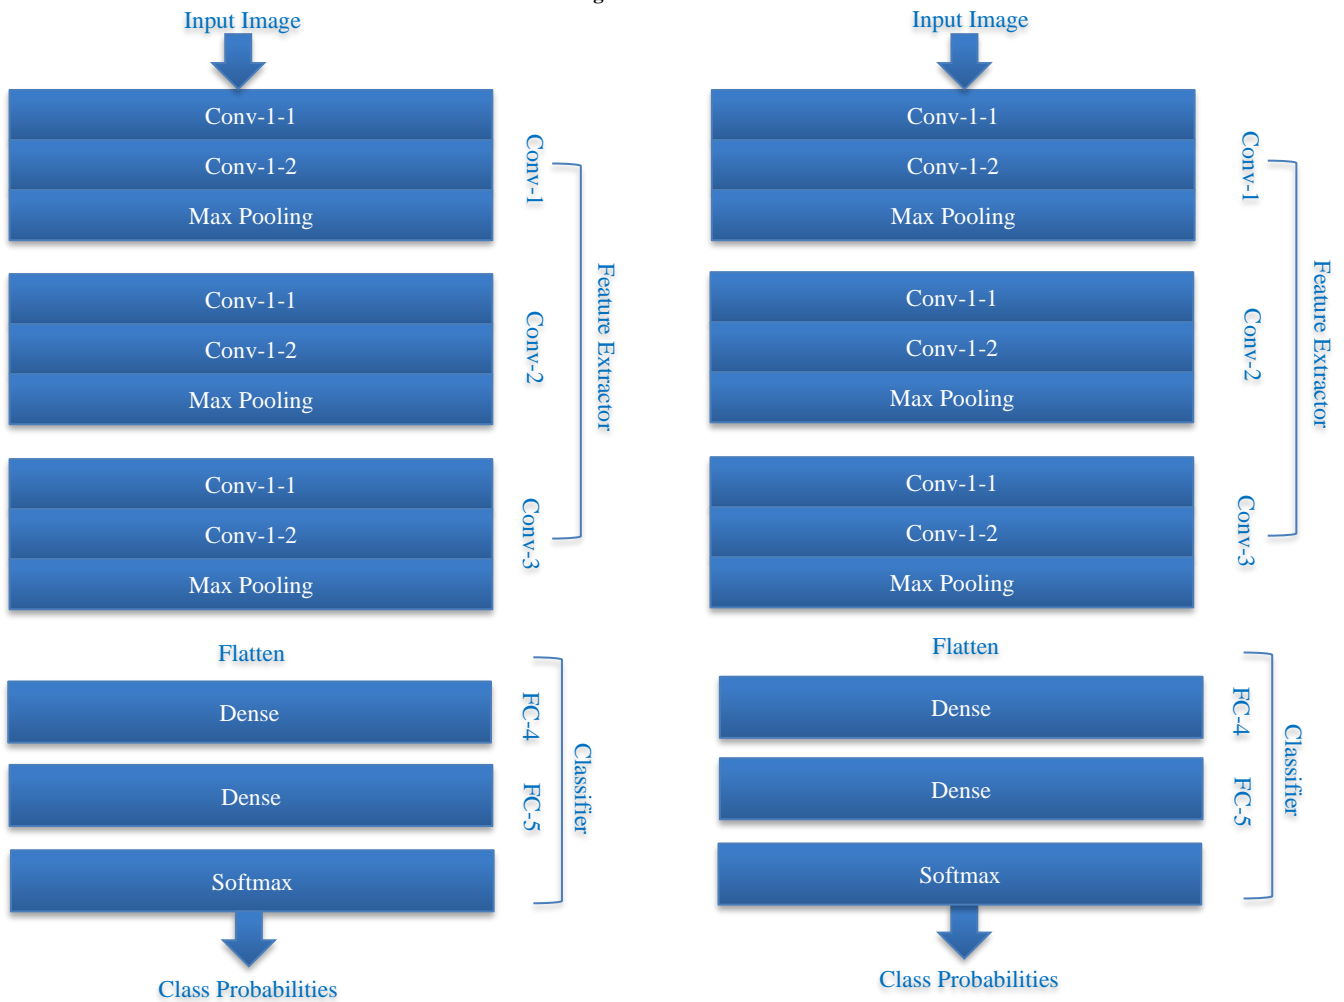 Input Image
Conv-1-1
Conv-1-2
Max Pooling
Conv-1
Conv-1-1
Conv-1-2
Max Pooling
Conv-2
Conv-1-1
Conv-1-2
Max Pooling
Conv-3
Feature Extractor
Flatten
Dense
FC-4
Dense
FC-5
Softmax
Classifier
Class Probabilities
Input Image
Conv-1-1
Conv-1-2
Max Pooling
Conv-1
Conv-1-1
Conv-1-2
Max Pooling
Conv-2
Conv-1-1
Conv-1-2
Max Pooling
Conv-3
Feature Extractor
Flatten
Dense
FC-4
Dense
FC-5
Softmax
Classifier
Class Probabilities